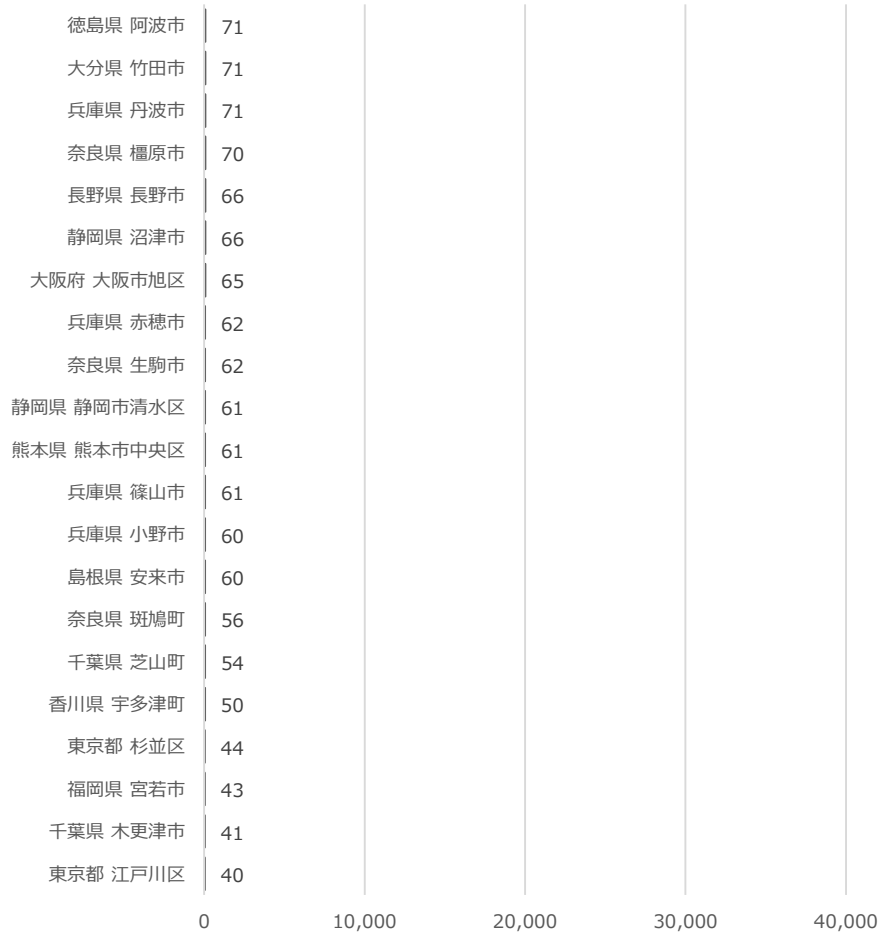 徳島県 阿波市 71
大分県 竹田市 71
兵庫県 丹波市 71
奈良県 橿原市 70
長野県 長野市 66
静岡県 沼津市 66
大阪府 大阪市旭区 65
兵庫県 赤穂市 62
奈良県 生駒市 62
静岡県 静岡市清水区 61
熊本県 熊本市中央区 61
兵庫県 篠山市 61
兵庫県 小野市 60
島根県 安来市 60
奈良県 斑鳩町 56
千葉県 芝山町 54
香川県 宇多津町 50
東京都 杉並区 44
福岡県 宮若市 43
千葉県 木更津市 41
東京都 江戸川区 40
0 10,000 20,000 30,000 40,000